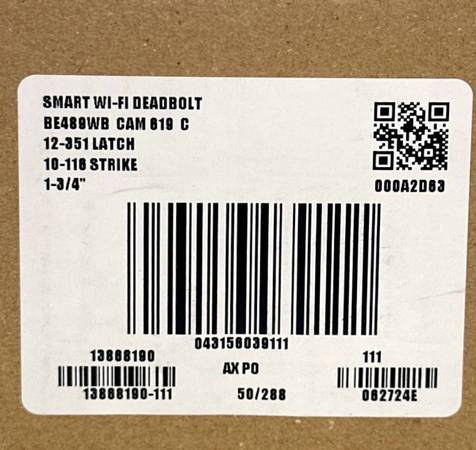 SMART WI-FI DEADBOLT
BE489WB CAM 619 C
12-351 LATCH
10-116 STRIKE
1-3/4"
000A2D63
043156039111
13868190
AX PO
111
13868190-111
50/288
082724E